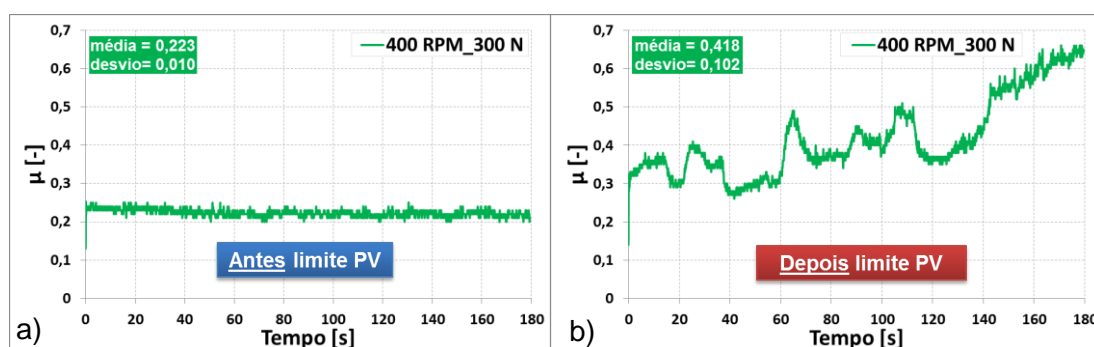 0,7
0,6
0,5
0,4
0,3
0,2
0,1
0
μ [-]
média = 0,223
desvio= 0,010
400 RPM_300 N
Antes limite PV
0 20 40 60 80 100 120 140 160 180
Tempo [s]
a)
0,7
0,6
0,5
0,4
0,3
0,2
0,1
0
μ [-]
média = 0,418
desvio= 0,102
400 RPM_300 N
Depois limite PV
0 20 40 60 80 100 120 140 160 180
Tempo [s]
b)